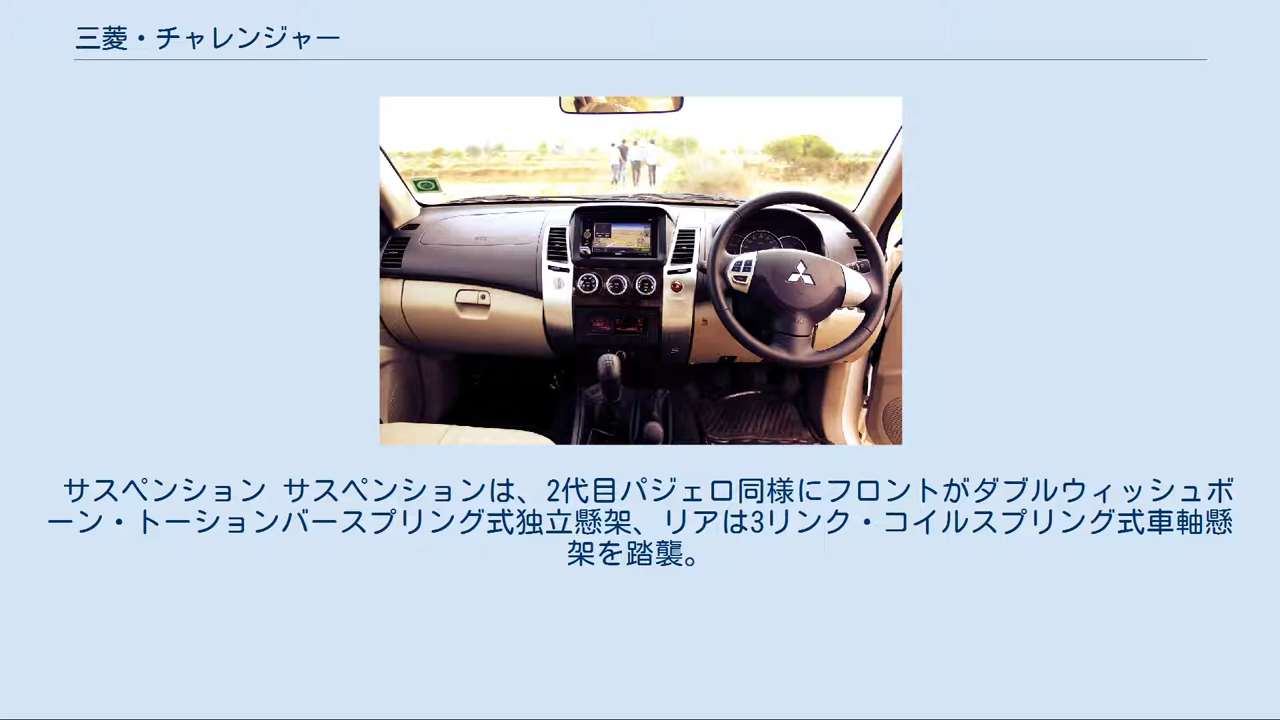 三菱・チャレンジャー
サスペンション サスペンションは、2代目パジェロ同様にフロントがダブルウィッシュボ
ーン・トーションバースプリング式独立懸架、リアは3リンク・コイルスプリング式車軸懸
架を踏襲。